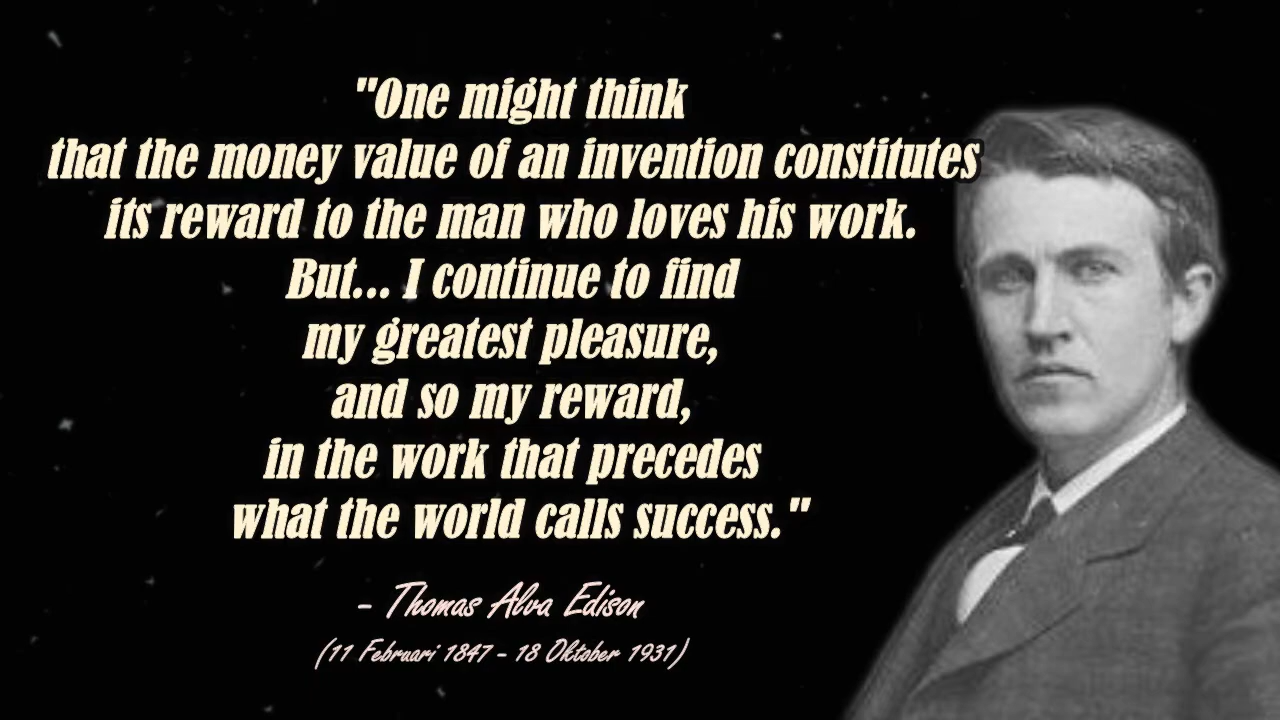 "One might think
that the money value of an invention constitutes
its reward to the man who loves his work.
But... I continue to find
my greatest pleasure,
and so my reward,
in the work that precedes
what the world calls success."
- Thomas Alva Edison
(11 Februari 1847 - 18 Oktober 1931)